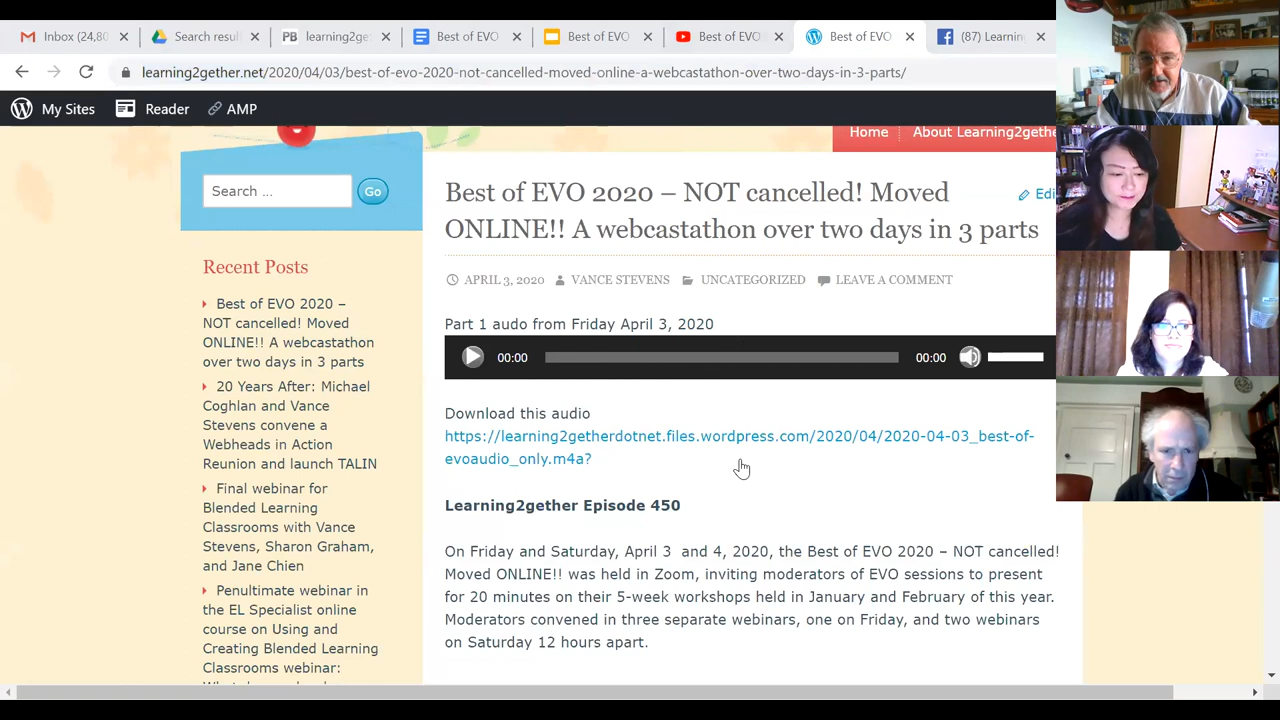 Inbox (24,80
Search resul
PB learning2ge
Best of EVO
Best of EVO
Best of EVO
Best of EVO
(87) Learnin
learning2gether.net/2020/04/03/best-of-evo-2020-not-cancelled-moved-online-a-webcastathon-over-two-days-in-3-parts/
My Sites
Reader
AMP
Home
About Learning2gethe
Search ...
Go
Recent Posts
Best of EVO 2020 –
NOT cancelled! Moved
ONLINE!! A webcastathon
over two days in 3 parts
20 Years After: Michael
Coghlan and Vance
Stevens convene a
Webheads in Action
Reunion and launch TALIN
Final webinar for
Blended Learning
Classrooms with Vance
Stevens, Sharon Graham,
and Jane Chien
Penultimate webinar in
the EL Specialist online
course on Using and
Creating Blended Learning
Classrooms webinar:
Best of EVO 2020 – NOT cancelled! Moved
ONLINE!! A webcastathon over two days in 3 parts
Edi
APRIL 3, 2020
VANCE STEVENS
UNCATEGORIZED
LEAVE A COMMENT
Part 1 audo from Friday April 3, 2020
00:00
00:00
Download this audio
https://learning2getherdotnet.files.wordpress.com/2020/04/2020-04-03_best-of-
evoaudio_only.m4a?
Learning2gether Episode 450
On Friday and Saturday, April 3 and 4, 2020, the Best of EVO 2020 – NOT cancelled!
Moved ONLINE!! was held in Zoom, inviting moderators of EVO sessions to present
for 20 minutes on their 5-week workshops held in January and February of this year.
Moderators convened in three separate webinars, one on Friday, and two webinars
on Saturday 12 hours apart.